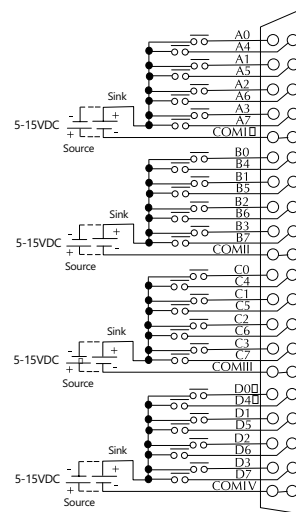 A0
A4
A1
A5
A2
A6
A3
A7
COMI
Sink
- +
5-15VDC
+ -
Source
B0
B4
B1
B5
B2
B6
B3
B7
COMII
Sink
- +
5-15VDC
+ -
Source
C0
C4
C1
C5
C2
C6
C3
C7
COMIII
Sink
- +
5-15VDC
+ -
Source
D0
D4
D1
D5
D2
D6
D3
D7
COMIV
Sink
- +
5-15VDC
+ -
Source